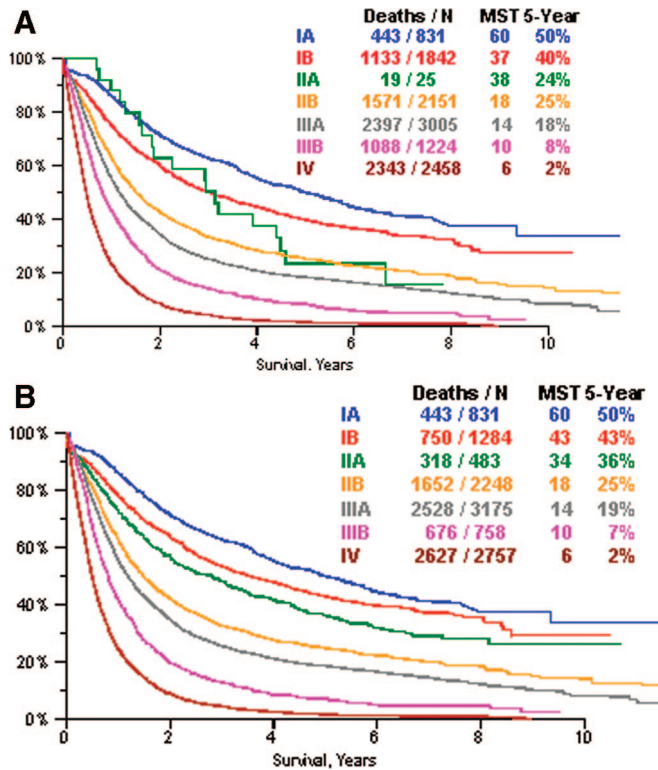 A
Deaths / N MST 5-Year
IA 443 / 831 60 50%
IB 1133 / 1842 37 40%
IIA 19 / 25 38 24%
IIB 1571 / 2151 18 25%
IIIA 2397 / 3005 14 18%
IIIB 1088 / 1224 10 8%
IV 2343 / 2458 6 2%
100%
80%
60%
40%
20%
0%
0 2 4 6 8 10
Survival, Years
B
Deaths / N MST 5-Year
IA 443 / 831 60 50%
IB 750 / 1284 43 43%
IIA 318 / 483 34 36%
IIB 1652 / 2248 18 25%
IIIA 2528 / 3175 14 19%
IIIB 676 / 758 10 7%
IV 2627 / 2757 6 2%
100%
80%
60%
40%
20%
0%
0 2 4 6 8 10
Survival, Years